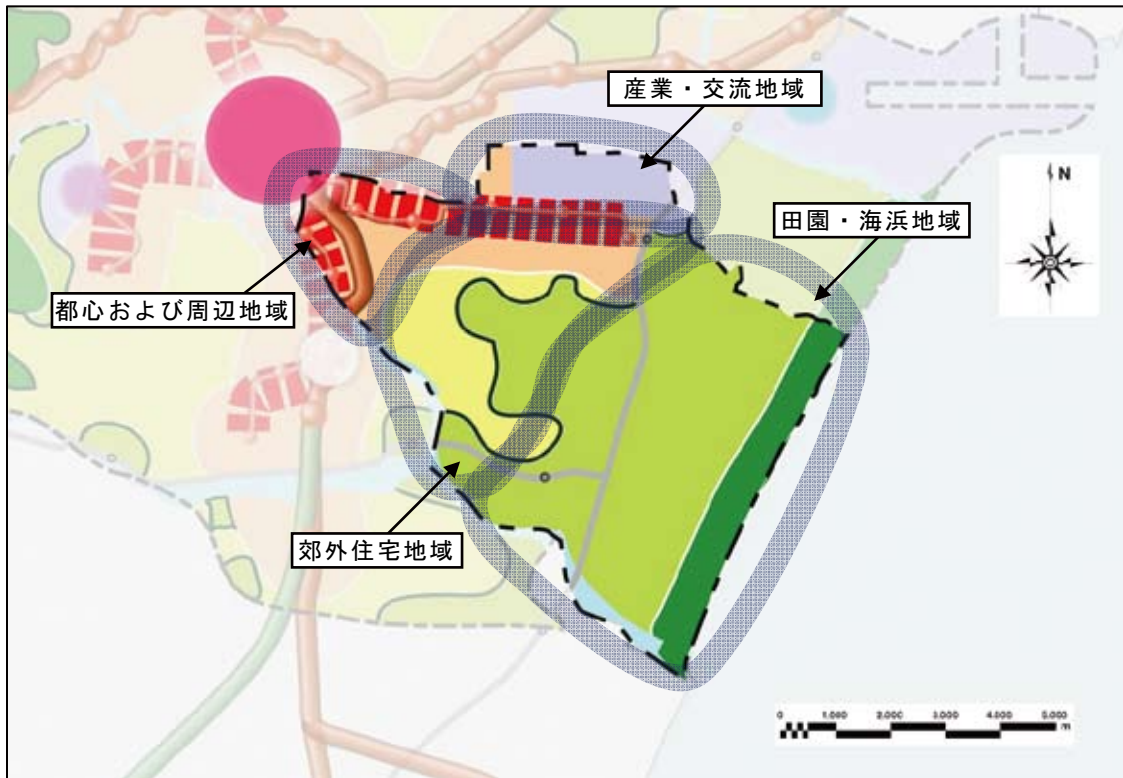 産業・交流地域
N
田園・海浜地域
都心および周辺地域
郊外住宅地域
0 1,000 2,000 3,000 4,000 5,000
m